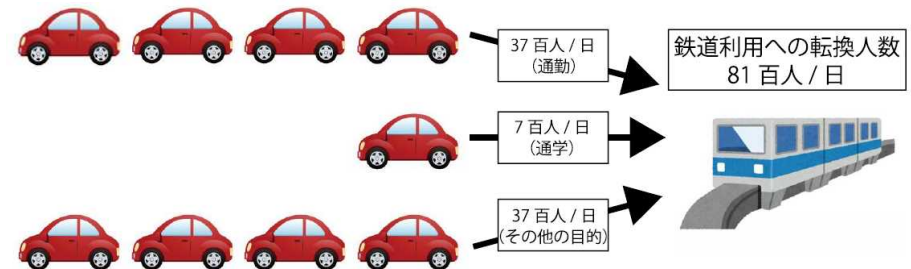 37 百人 / 日
（通勤）
鉄道利用への転換人数
81 百人 / 日
7 百人 / 日
（通学）
37 百人 / 日
（その他の目的）